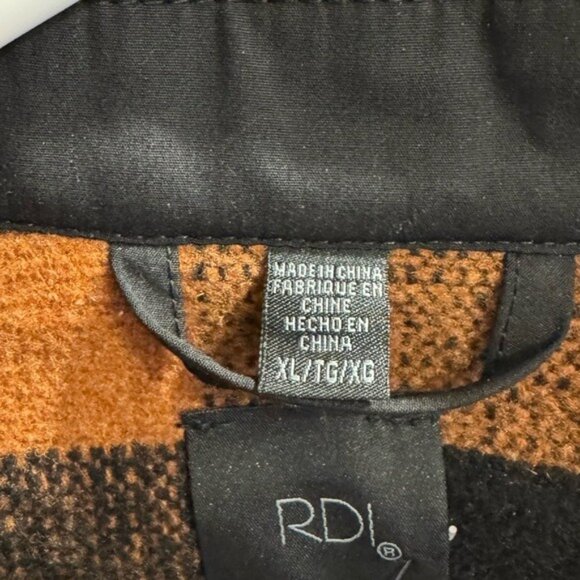 MADE IN CHINA
FABRIQUE EN
CHINE
HECHO EN
CHINA
XL/TG/XG
RDI®